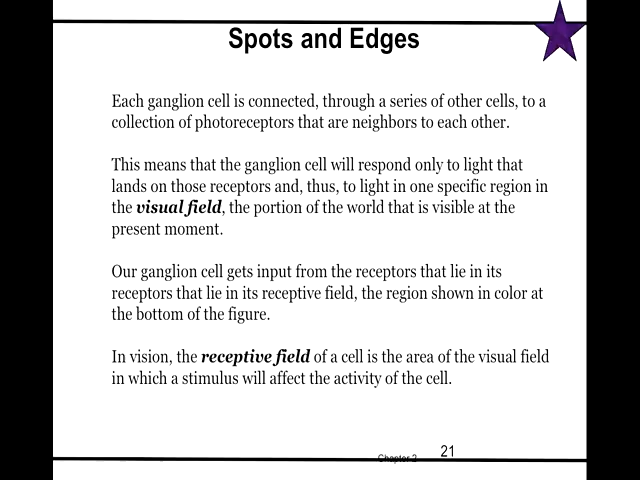 Spots and Edges
Each ganglion cell is connected, through a series of other cells, to a
collection of photoreceptors that are neighbors to each other.
This means that the ganglion cell will respond only to light that
lands on those receptors and, thus, to light in one specific region in
the visual field, the portion of the world that is visible at the
present moment.
Our ganglion cell gets input from the receptors that lie in its
receptors that lie in its receptive field, the region shown in color at
the bottom of the figure.
In vision, the receptive field of a cell is the area of the visual field
in which a stimulus will affect the activity of the cell.
Chapter 2
21